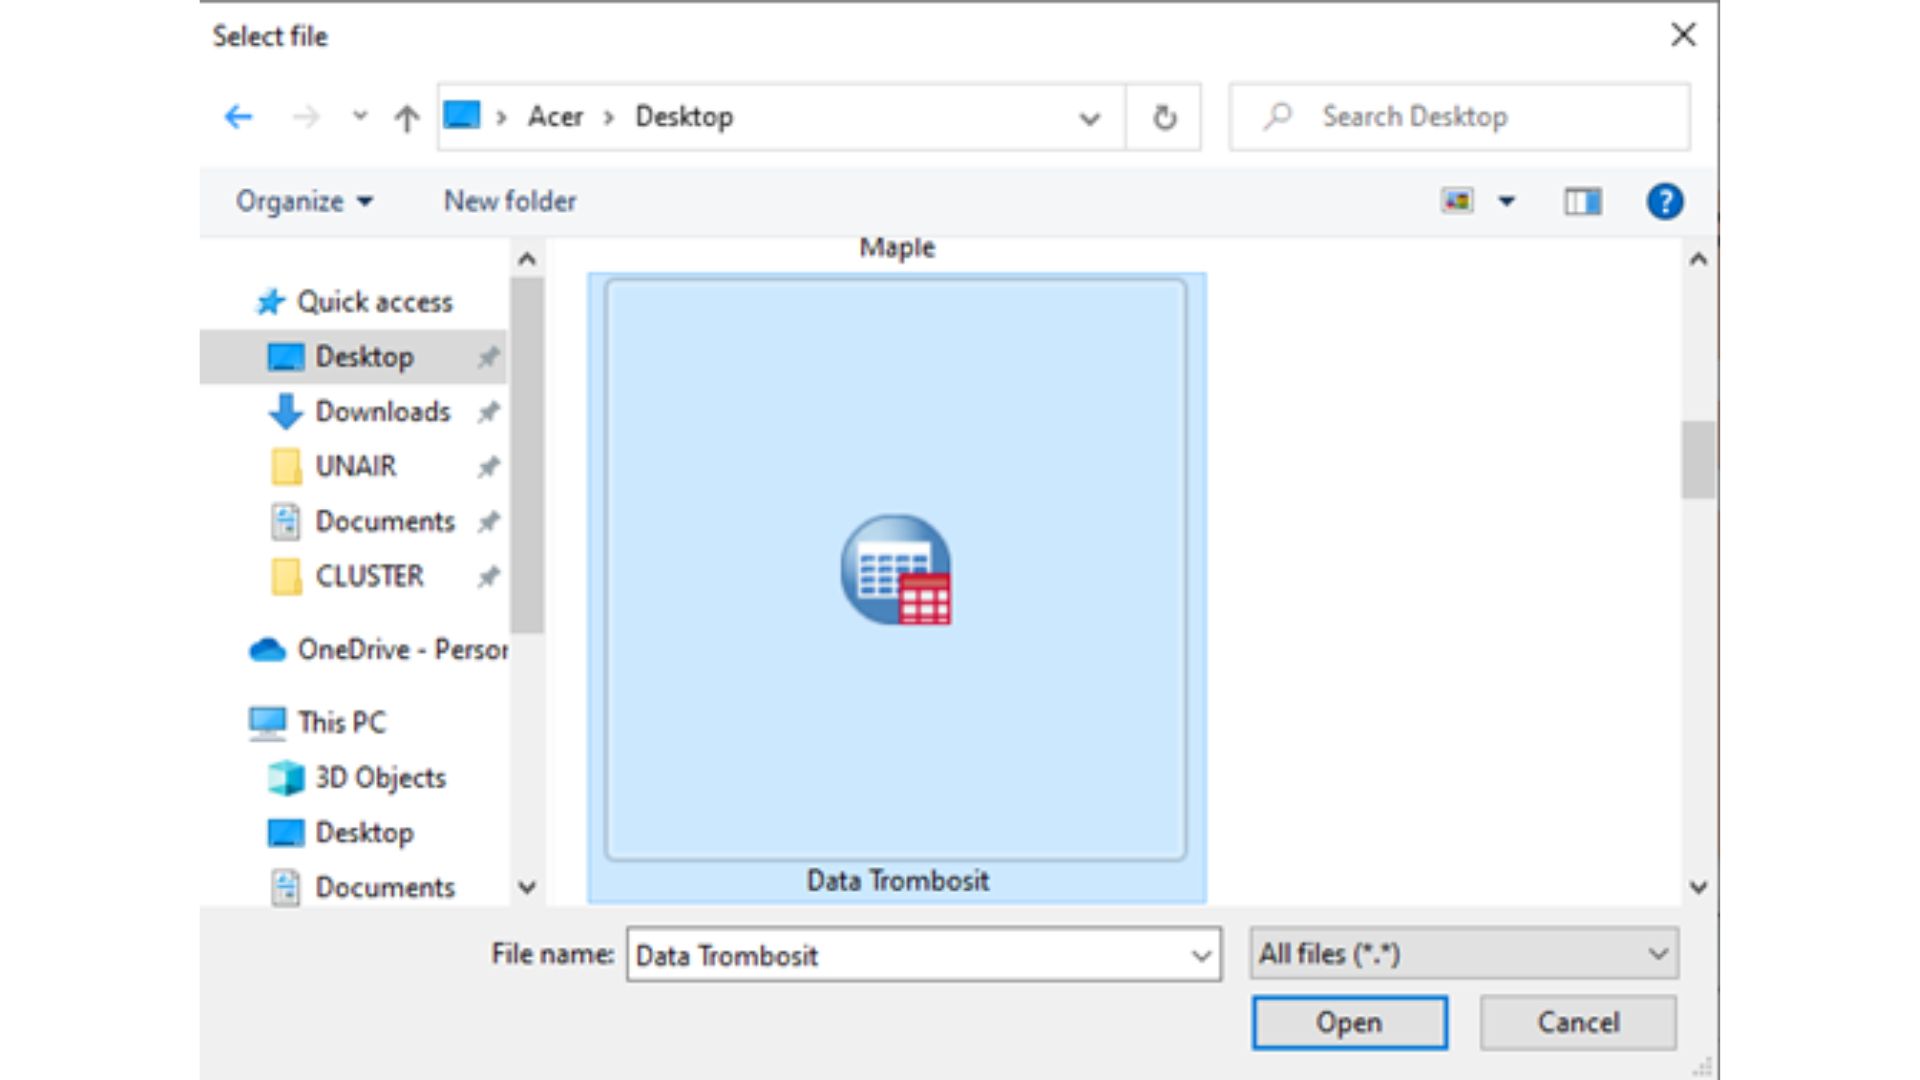 Select file
Acer > Desktop
Search Desktop
Organize
New folder
?
Maple
Quick access
Desktop
Downloads
UNAIR
Documents
CLUSTER
OneDrive - Person
This PC
3D Objects
Desktop
Documents
Data Trombosit
File name: Data Trombosit
All files (*.*)
Open
Cancel